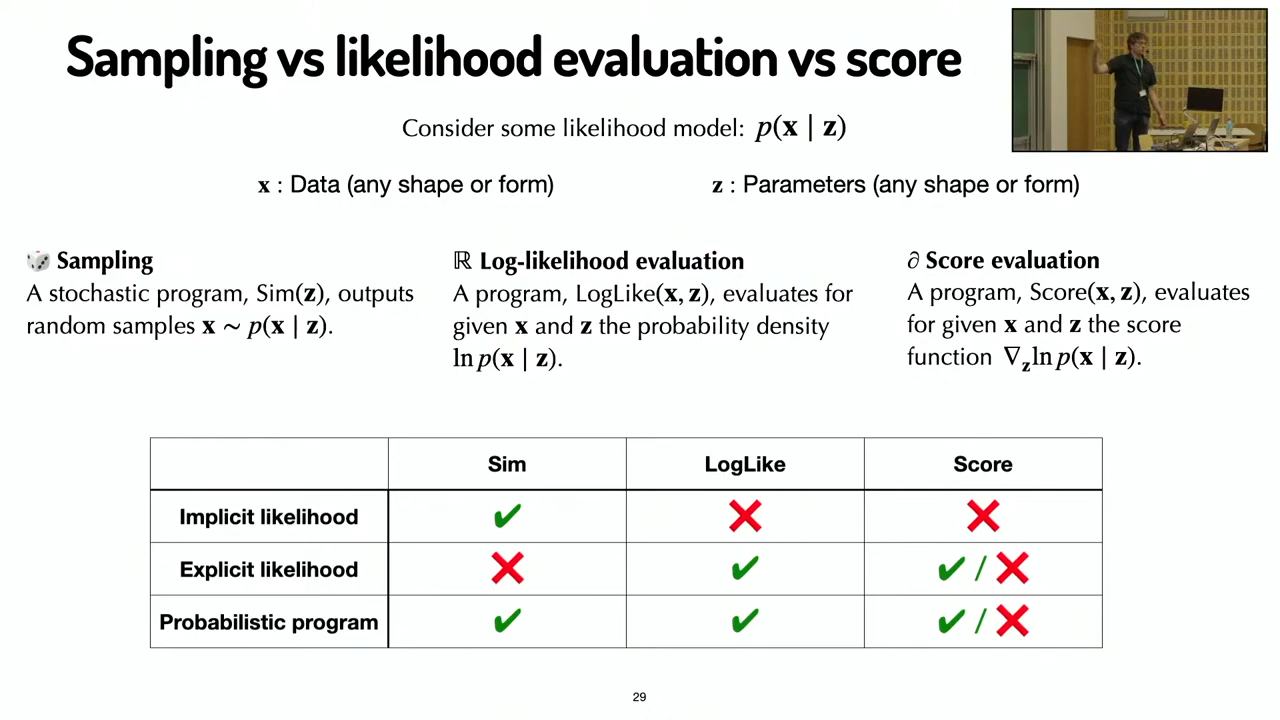 Sampling vs likelihood evaluation vs score
Consider some likelihood model: p(x | z)
x : Data (any shape or form)
z : Parameters (any shape or form)
🎲 Sampling
A stochastic program, Sim(z), outputs
random samples x ∼ p(x | z).
ℝ Log-likelihood evaluation
A program, LogLike(x, z), evaluates for
given x and z the probability density
ln p(x | z).
∂ Score evaluation
A program, Score(x, z), evaluates
for given x and z the score
function ∇_z ln p(x | z).
Sim LogLike Score
Implicit likelihood ✔ ❌ ❌
Explicit likelihood ❌ ✔ ✔ / ❌
Probabilistic program ✔ ✔ ✔ / ❌
29